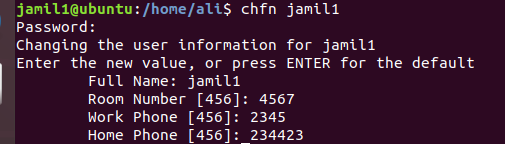 jamil1@ubuntu:/home/ali$ chfn jamil1
Password:
Changing the user information for jamil1
Enter the new value, or press ENTER for the default
Full Name: jamil1
Room Number [456]: 4567
Work Phone [456]: 2345
Home Phone [456]: 234423